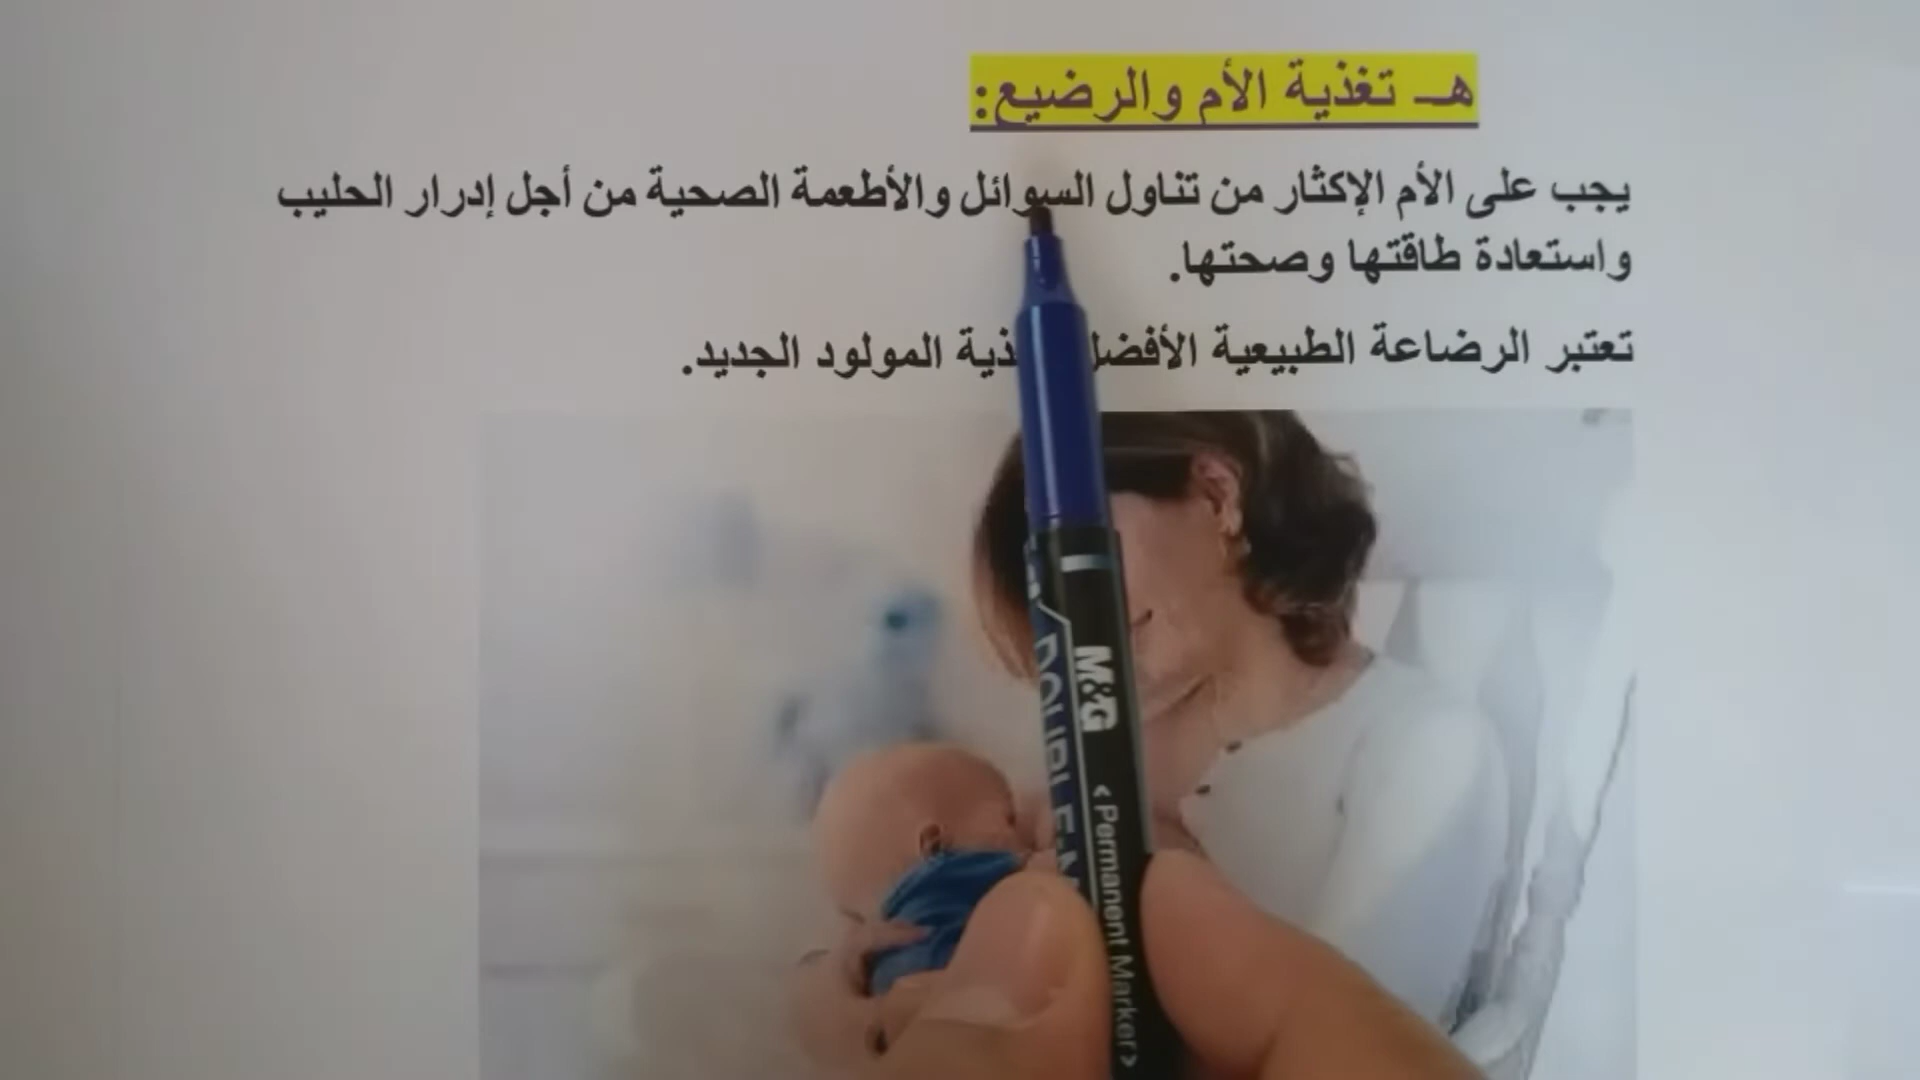 هـ تغذية الأم والرضيع:
يجب على الأم الإكثار من تناول السوائل والأطعمة الصحية من أجل إدرار الحليب
واستعادة طاقتها وصحتها.
تعتبر الرضاعة الطبيعية الأفضل المولود الجديد.
M&G
<Permanent Marker>